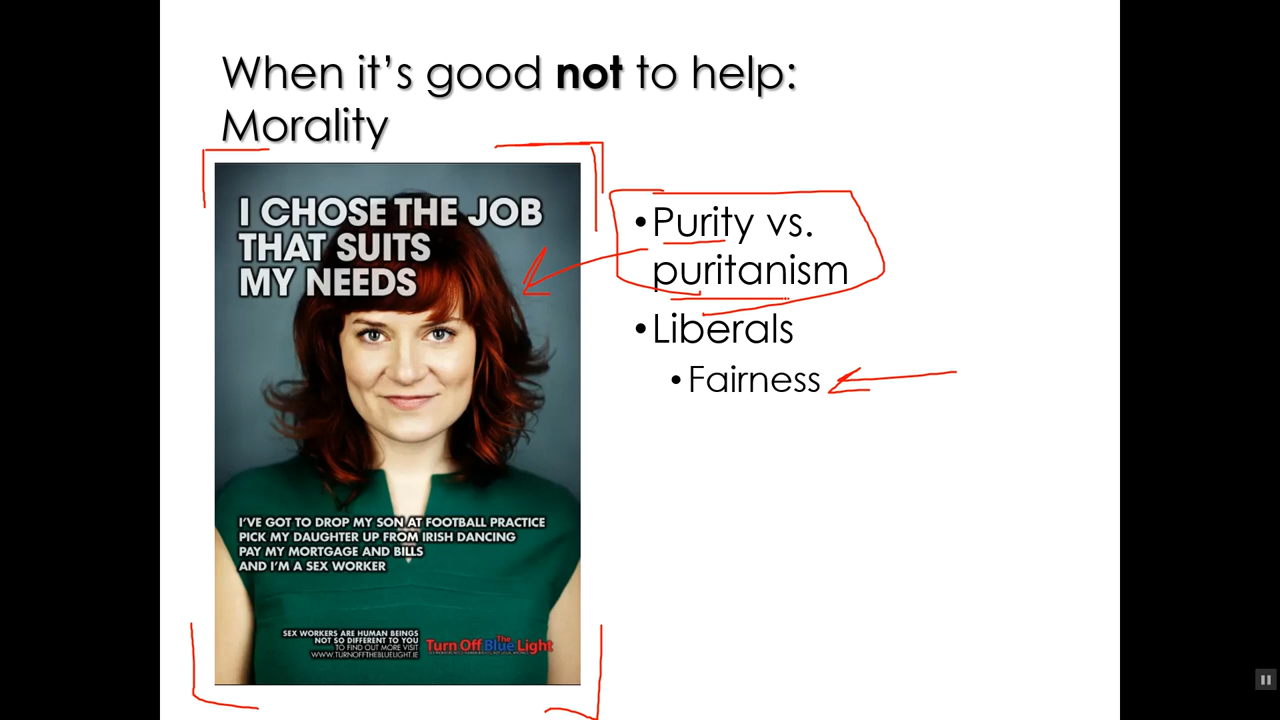 When it's good not to help:
Morality
I CHOSE THE JOB
THAT SUITS
MY NEEDS
I'VE GOT TO DROP MY SON AT FOOTBALL PRACTICE
PICK MY DAUGHTER UP FROM IRISH DANCING
PAY MY MORTGAGE AND BILLS
AND I'M A SEX WORKER
SEX WORKERS ARE HUMAN BEINGS
NOT SO DIFFERENT TO YOU
TO FIND OUT MORE VISIT
WWW.TURNOFFTHEBLUELIGHT.IE
Turn Off The Blue Light
•Purity vs.
puritanism
•Liberals
•Fairness